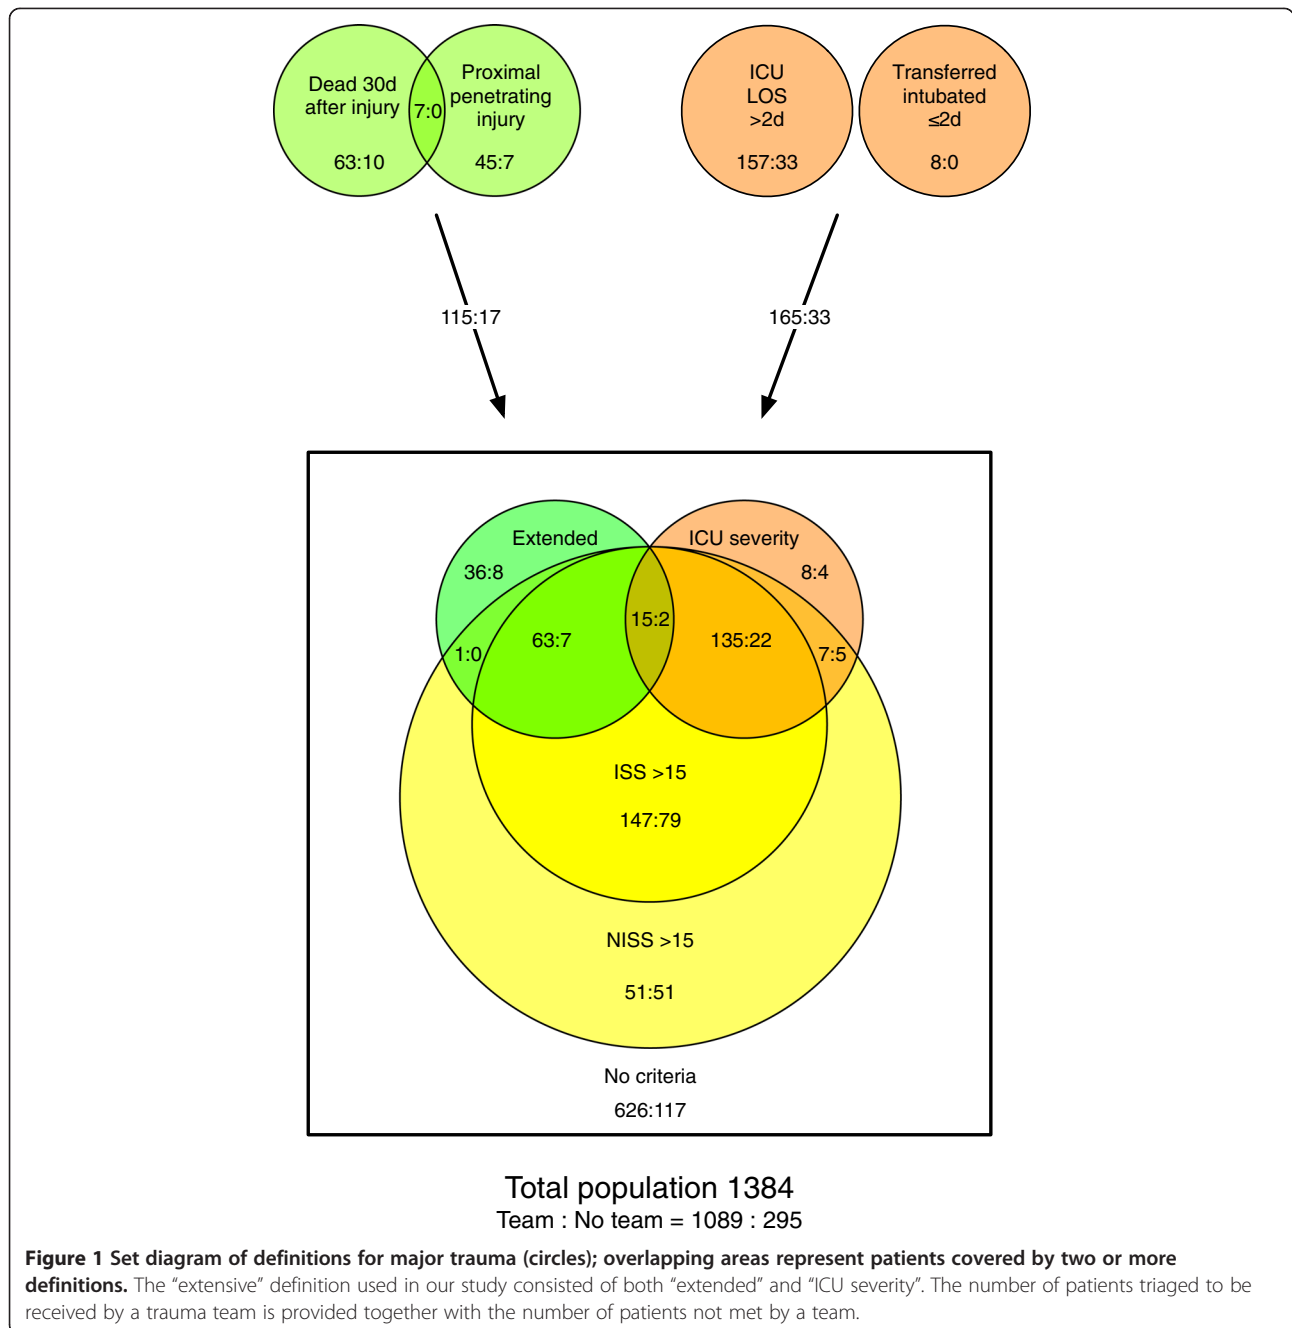 Dead 30d
after injury
63:10
7:0
Proximal
penetrating
injury
45:7
ICU
LOS
>2d
157:33
Transferred
intubated
≤2d
8:0
115:17
165:33
Extended
36:8
ICU severity
8:4
1:0
63:7
15:2
135:22
7:5
ISS >15
147:79
NISS >15
51:51
No criteria
626:117
Total population 1384
Team : No team = 1089 : 295
Figure 1 Set diagram of definitions for major trauma (circles); overlapping areas represent patients covered by two or more
definitions. The “extensive” definition used in our study consisted of both “extended” and “ICU severity”. The number of patients triaged to be
received by a trauma team is provided together with the number of patients not met by a team.